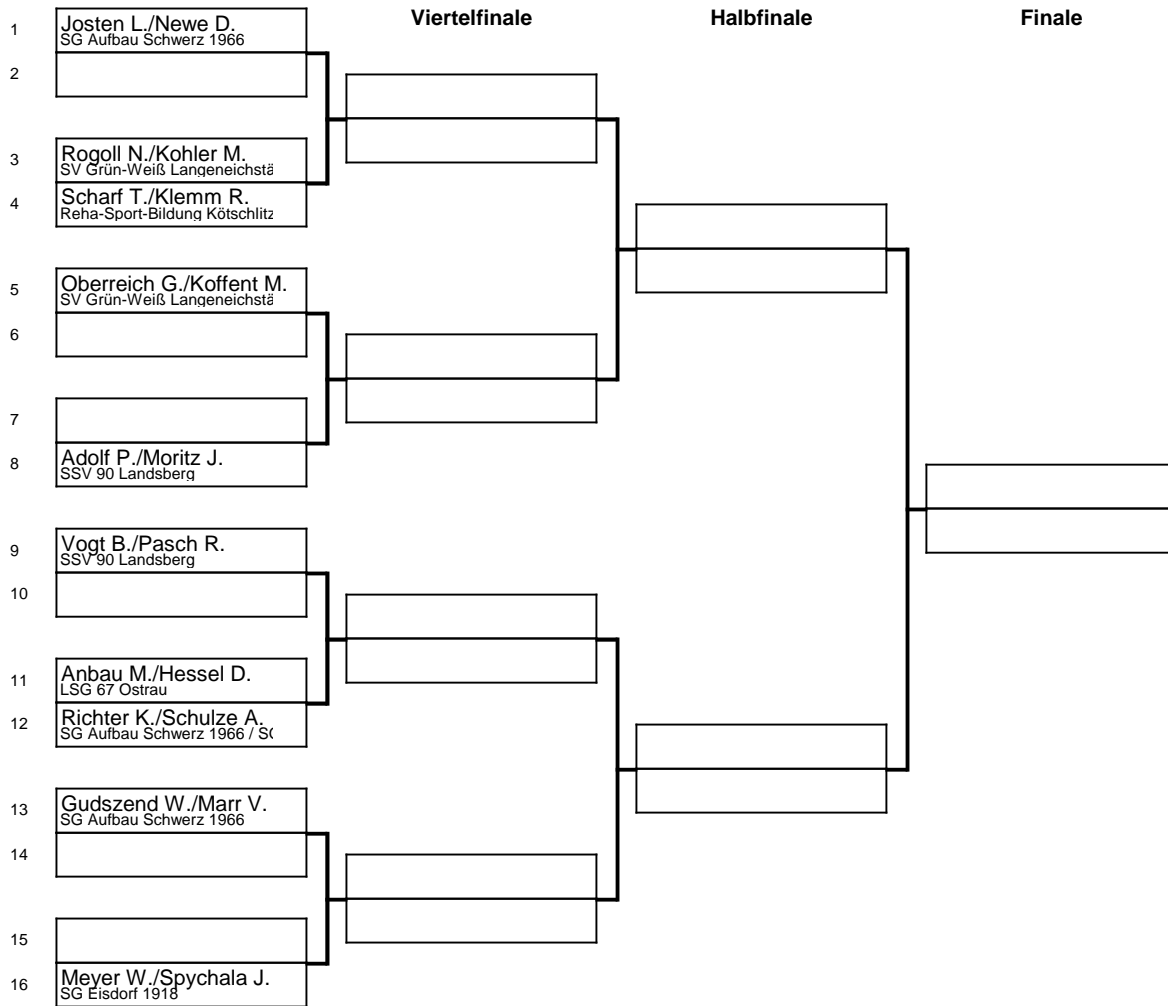 Viertelfinale Halbfinale Finale
1 Josten L./Newe D.
SG Aufbau Schwerz 1966
2
3 Rogoll N./Kohler M.
SV Grün-Weiß Langeneichstä
4 Scharf T./Klemm R.
Reha-Sport-Bildung Kötschlitz
5 Oberreich G./Koffent M.
SV Grün-Weiß Langeneichstä
6
7
8 Adolf P./Moritz J.
SSV 90 Landsberg
9 Vogt B./Pasch R.
SSV 90 Landsberg
10
11 Anbau M./Hessel D.
LSG 67 Ostrau
12 Richter K./Schulze A.
SG Aufbau Schwerz 1966 / SG
13 Gudszend W./Marr V.
SG Aufbau Schwerz 1966
14
15
16 Meyer W./Spychala J.
SG Eisdorf 1918